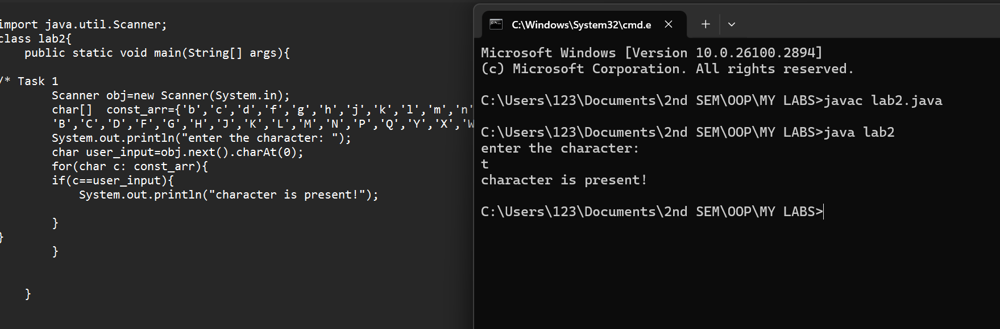 import java.util.Scanner;
class lab2{
public static void main(String[] args){
/* Task 1
Scanner obj=new Scanner(System.in);
char[]  const_arr={'b','c','d','f','g','h','j','k','l','m','n'
'B','C','D','F','G','H','J','K','L','M','N','P','Q','Y','X','W
System.out.println("enter the character: ");
char user_input=obj.next().charAt(0);
for(char c: const_arr){
if(c==user_input){
System.out.println("character is present!");
}
}
}
}
C:\Windows\System32\cmd.e
Microsoft Windows [Version 10.0.26100.2894]
(c) Microsoft Corporation. All rights reserved.
C:\Users\123\Documents\2nd SEM\OOP\MY LABS>javac lab2.java
C:\Users\123\Documents\2nd SEM\OOP\MY LABS>java lab2
enter the character:
t
character is present!
C:\Users\123\Documents\2nd SEM\OOP\MY LABS>